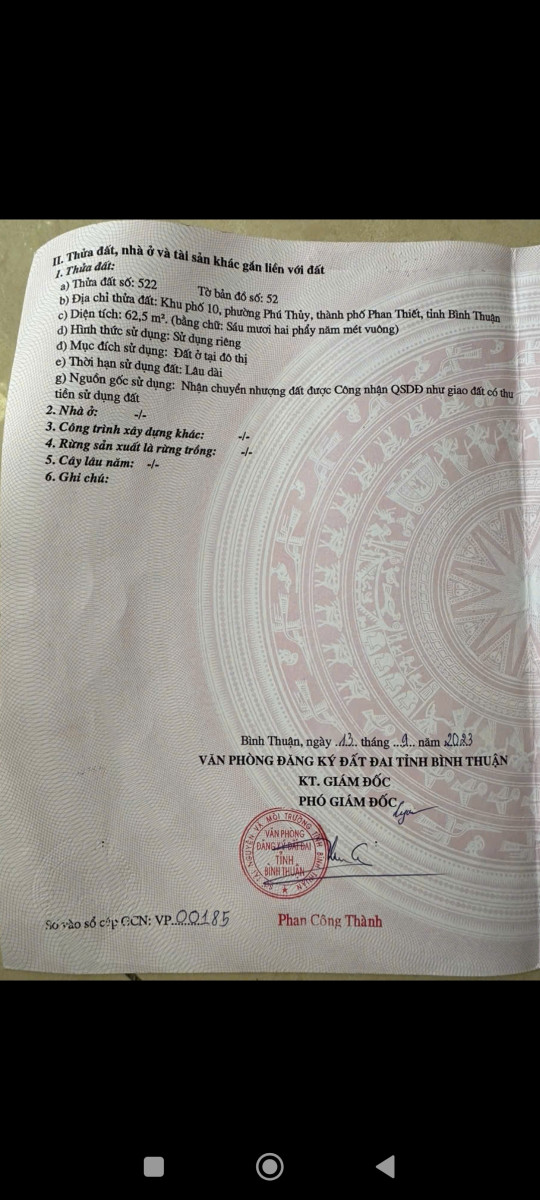 II. Thửa đất, nhà ở và tài sản khác gắn liền với đất
1. Thửa đất:
a) Thửa đất số: 522 Tờ bản đồ số: 52
b) Địa chỉ thửa đất: Khu phố 10, phường Phú Thủy, thành phố Phan Thiết, tỉnh Bình Thuận
c) Diện tích: 62,5 m². (bằng chữ: Sáu mươi hai phẩy năm mét vuông)
d) Hình thức sử dụng: Sử dụng riêng
đ) Mục đích sử dụng: Đất ở tại đô thị
e) Thời hạn sử dụng đất: Lâu dài
g) Nguồn gốc sử dụng: Nhận chuyển nhượng đất được Công nhận QSDĐ như giao đất có thu
tiền sử dụng đất
2. Nhà ở: -/-
3. Công trình xây dựng khác: -/-
4. Rừng sản xuất là rừng trồng: -/-
5. Cây lâu năm: -/-
6. Ghi chú:
Bình Thuận, ngày .13.. tháng ...9... năm 2023
VĂN PHÒNG ĐĂNG KÝ ĐẤT ĐAI TỈNH BÌNH THUẬN
KT. GIÁM ĐỐC
PHÓ GIÁM ĐỐC
VĂN PHÒNG
ĐĂNG KÝ ĐẤT ĐAI
TỈNH
BÌNH THUẬN
Số vào sổ cấp GCN: VP..00185
Phan Công Thành